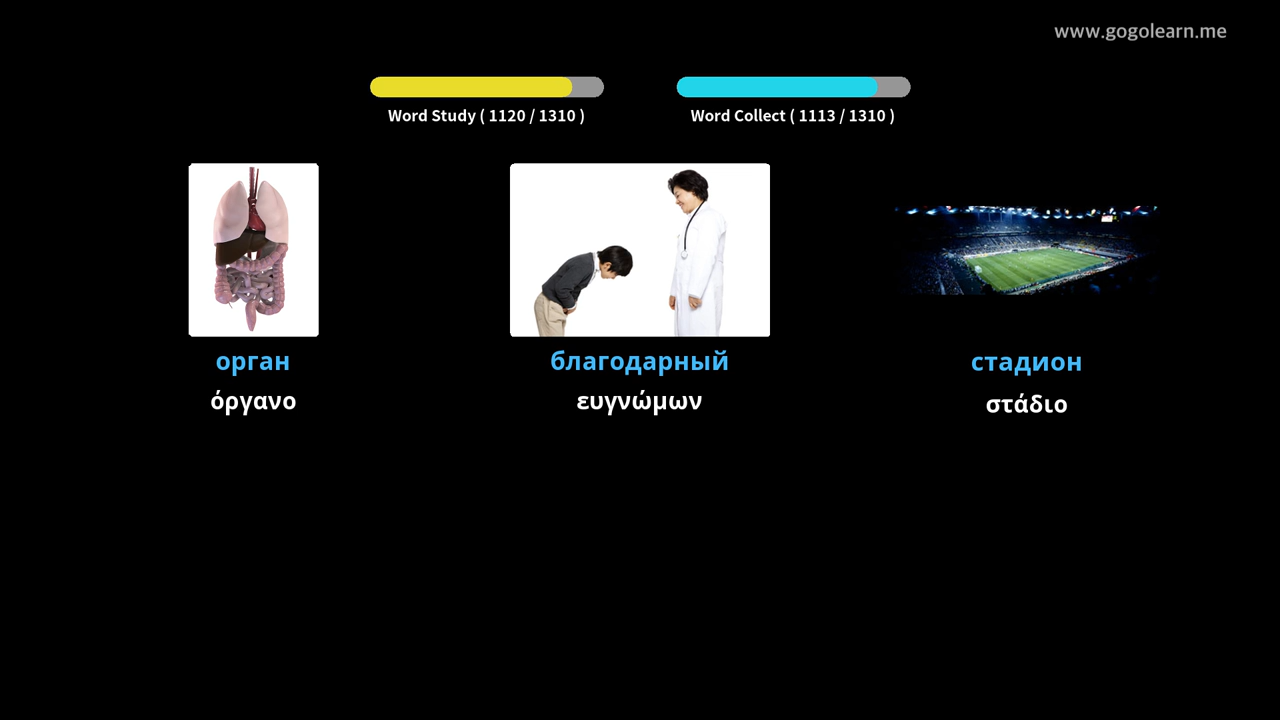 www.gogolearn.me
Word Study ( 1120 / 1310 )
Word Collect ( 1113 / 1310 )
орган
благодарный
стадион
όργανο
ευγνώμων
στάδιο